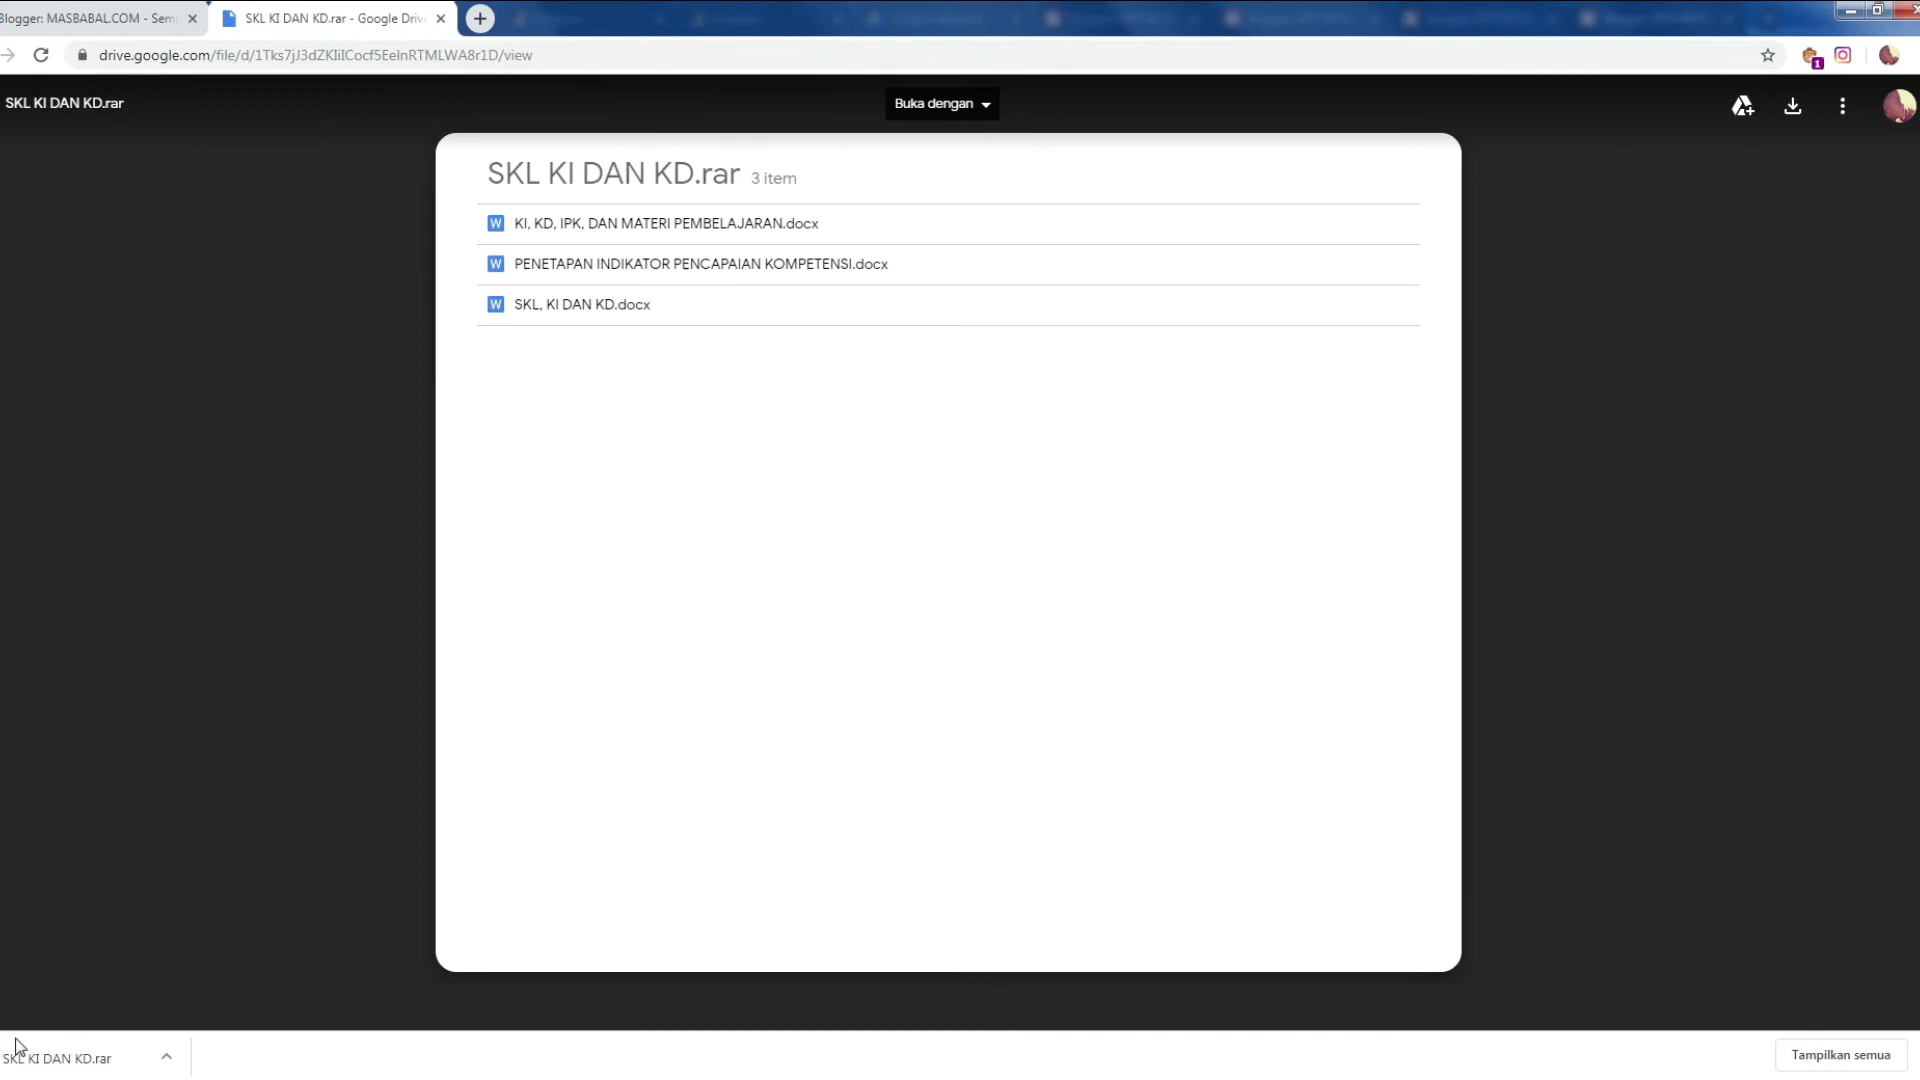 Blogger: MASBABAL.COM - Sem
SKL KI DAN KD.rar - Google Driv
drive.google.com/file/d/1Tks7jJ3dZKIiICocf5EelnRTMLWA8r1D/view
1
SKL KI DAN KD.rar
Buka dengan
SKL KI DAN KD.rar 3 item
W KI, KD, IPK, DAN MATERI PEMBELAJARAN.docx
W PENETAPAN INDIKATOR PENCAPAIAN KOMPETENSI.docx
W SKL, KI DAN KD.docx
SKL KI DAN KD.rar
Tampilkan semua